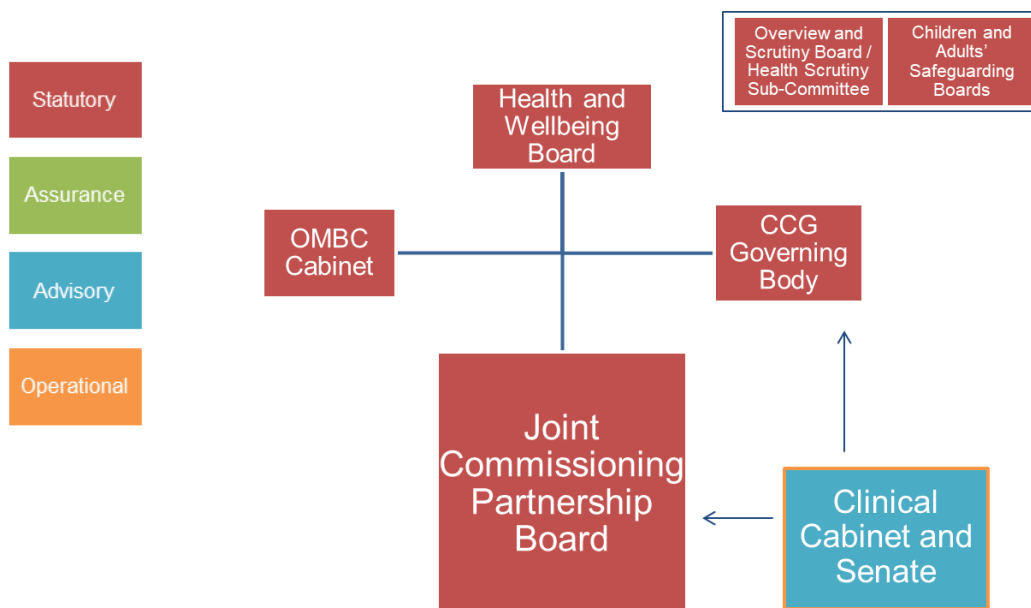 Statutory
Assurance
Advisory
Operational
Overview and
Scrutiny Board /
Health Scrutiny
Sub-Committee
Children and
Adults'
Safeguarding
Boards
Health and
Wellbeing
Board
OMBC
Cabinet
CCG
Governing
Body
Joint
Commissioning
Partnership
Board
Clinical
Cabinet and
Senate